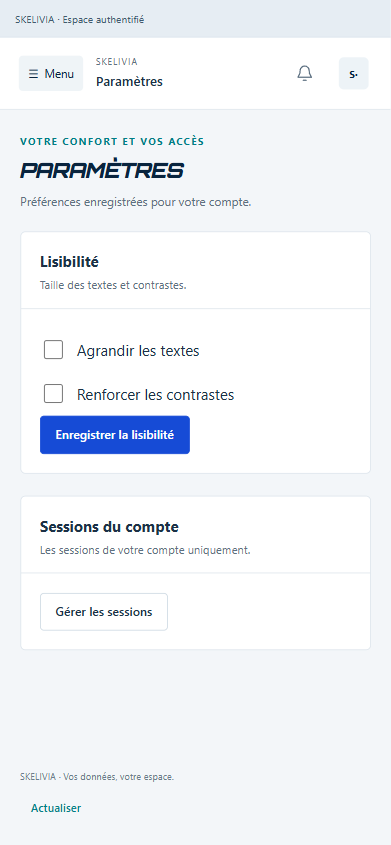 SKELIVIA · Espace authentifié
☰ Menu
SKELIVIA
Paramètres
S·
VOTRE CONFORT ET VOS ACCÈS
PARAMÈTRES
Préférences enregistrées pour votre compte.
Lisibilité
Taille des textes et contrastes.
Agrandir les textes
Renforcer les contrastes
Enregistrer la lisibilité
Sessions du compte
Les sessions de votre compte uniquement.
Gérer les sessions
SKELIVIA · Vos données, votre espace.
Actualiser